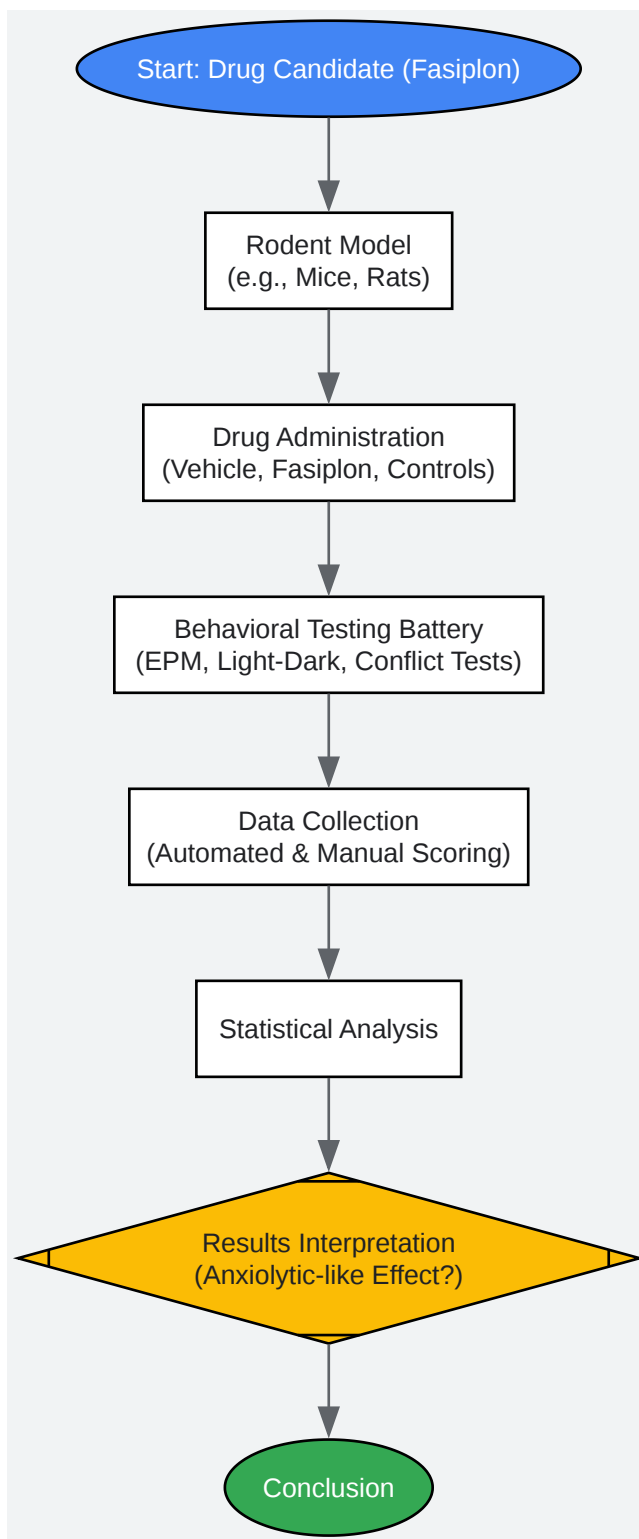 Start: Drug Candidate (Fasiplon)
Rodent Model
(e.g., Mice, Rats)
Drug Administration
(Vehicle, Fasiplon, Controls)
Behavioral Testing Battery
(EPM, Light-Dark, Conflict Tests)
Data Collection
(Automated & Manual Scoring)
Statistical Analysis
Results Interpretation
(Anxiolytic-like Effect?)
Conclusion